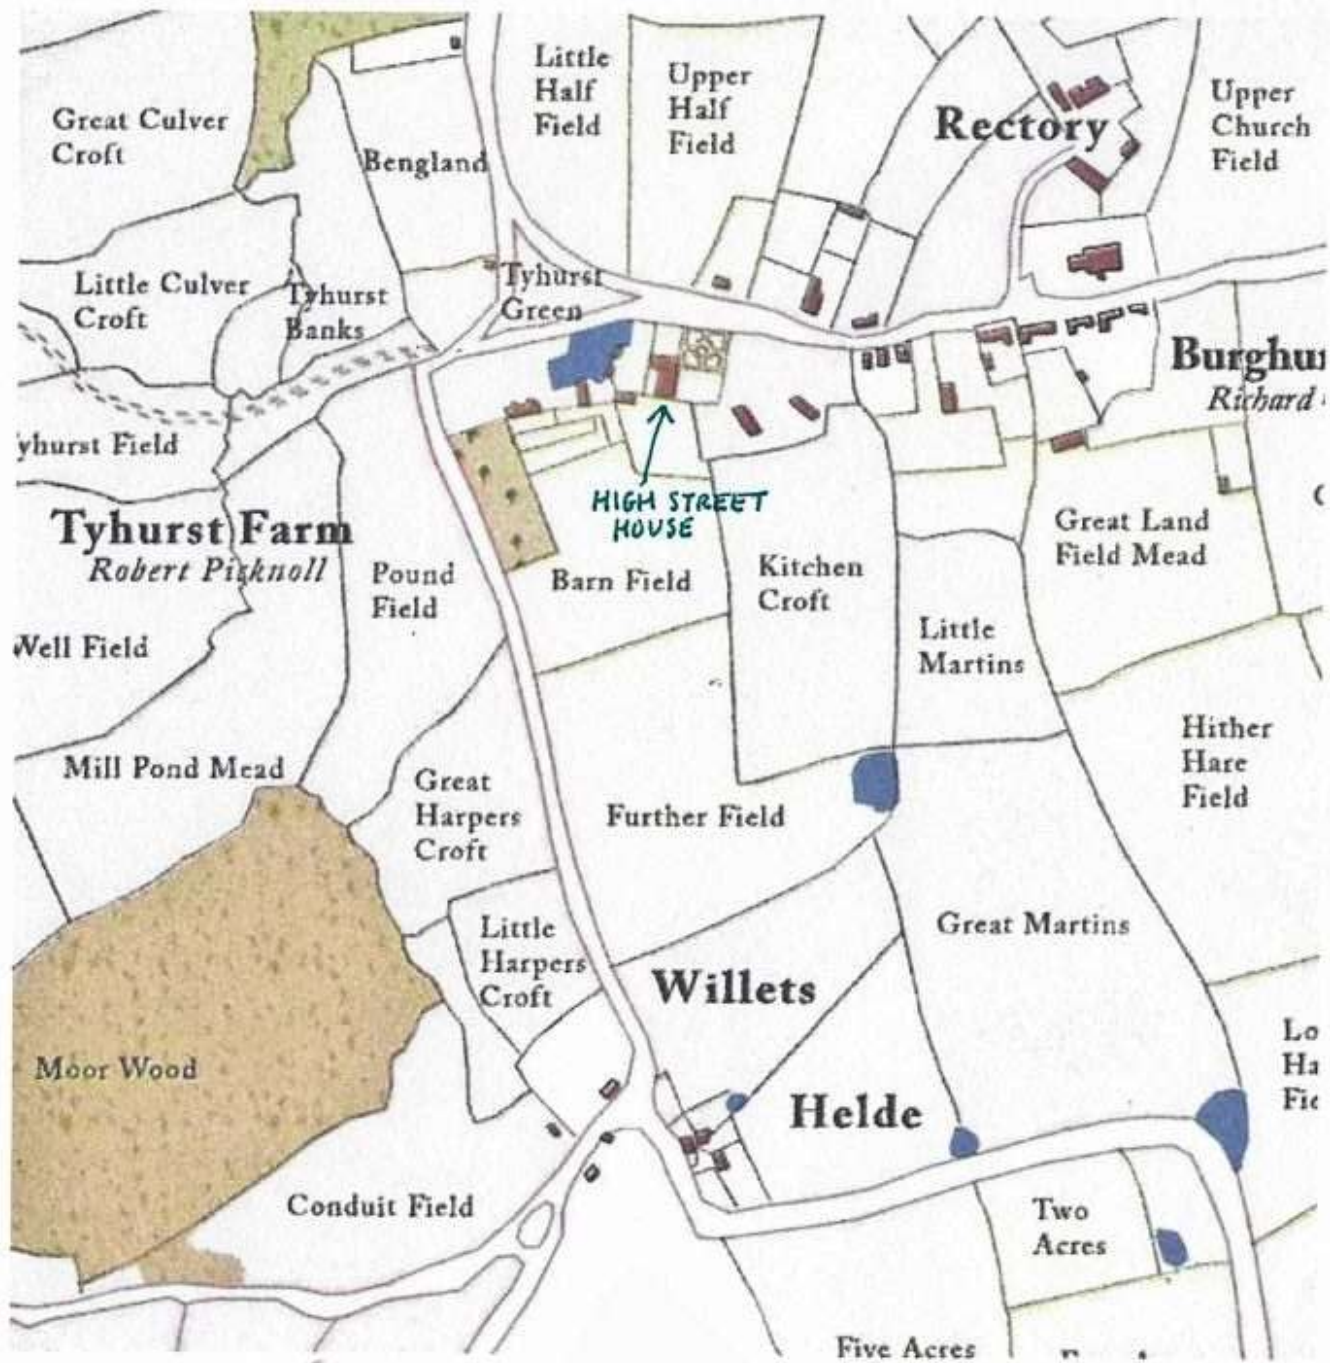 Little
Half
Field
Upper
Half
Field
Rectory
Upper
Church
Field
Great Culver
Croft
Bengland
Little Culver
Croft
Tyhurst
Banks
Tyhurst
Green
Burghu
Richard
yhurst Field
HIGH STREET
HOUSE
Tyhurst Farm
Robert Picknoll
Pound
Field
Barn Field
Kitchen
Croft
Great Land
Field Mead
Well Field
Little
Martins
Mill Pond Mead
Great
Harpers
Croft
Further Field
Hither
Hare
Field
Little
Harpers
Croft
Great Martins
Willets
Moor Wood
Helde
Lo
Ha
Fie
Conduit Field
Two
Acres
Five Acres